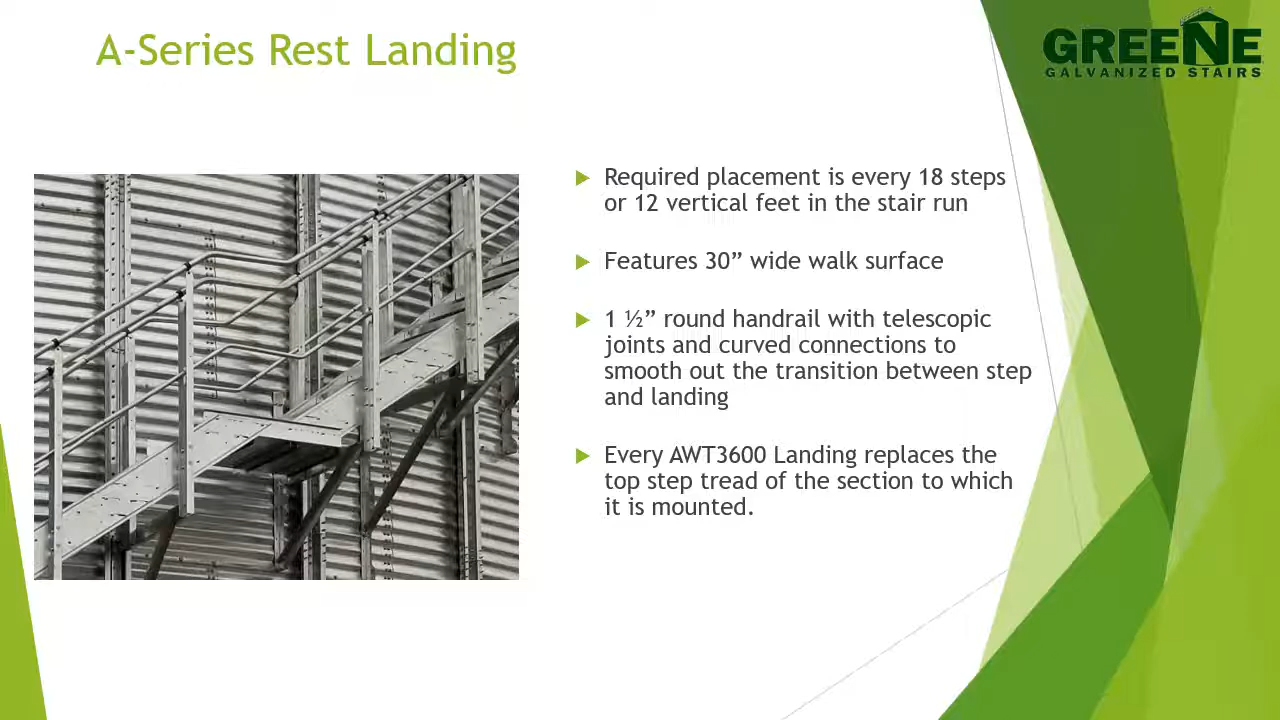 A-Series Rest Landing
GREENE
GALVANIZED STAIRS
Required placement is every 18 steps
or 12 vertical feet in the stair run
Features 30” wide walk surface
1 ½” round handrail with telescopic
joints and curved connections to
smooth out the transition between step
and landing
Every AWT3600 Landing replaces the
top step tread of the section to which
it is mounted.